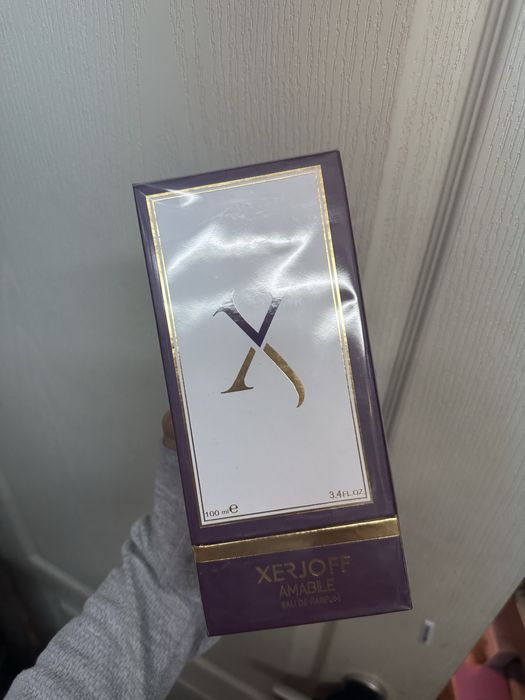 X
100 ml e 3.4 FL.OZ
XERJOFF
AMABILE
EAU DE PARFUM